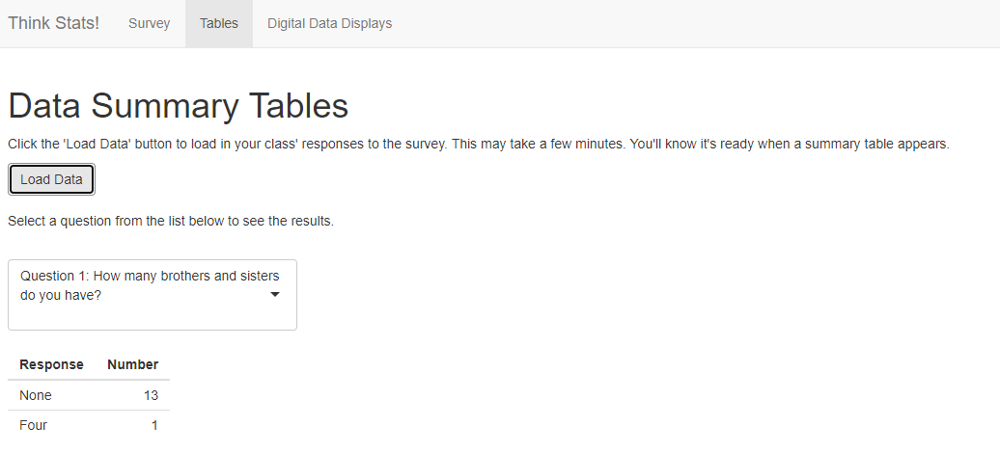 Think Stats! Survey Tables Digital Data Displays
Data Summary Tables
Click the 'Load Data' button to load in your class' responses to the survey. This may take a few minutes. You'll know it's ready when a summary table appears.
Load Data
Select a question from the list below to see the results.
Question 1: How many brothers and sisters
do you have?
Response Number
None 13
Four 1